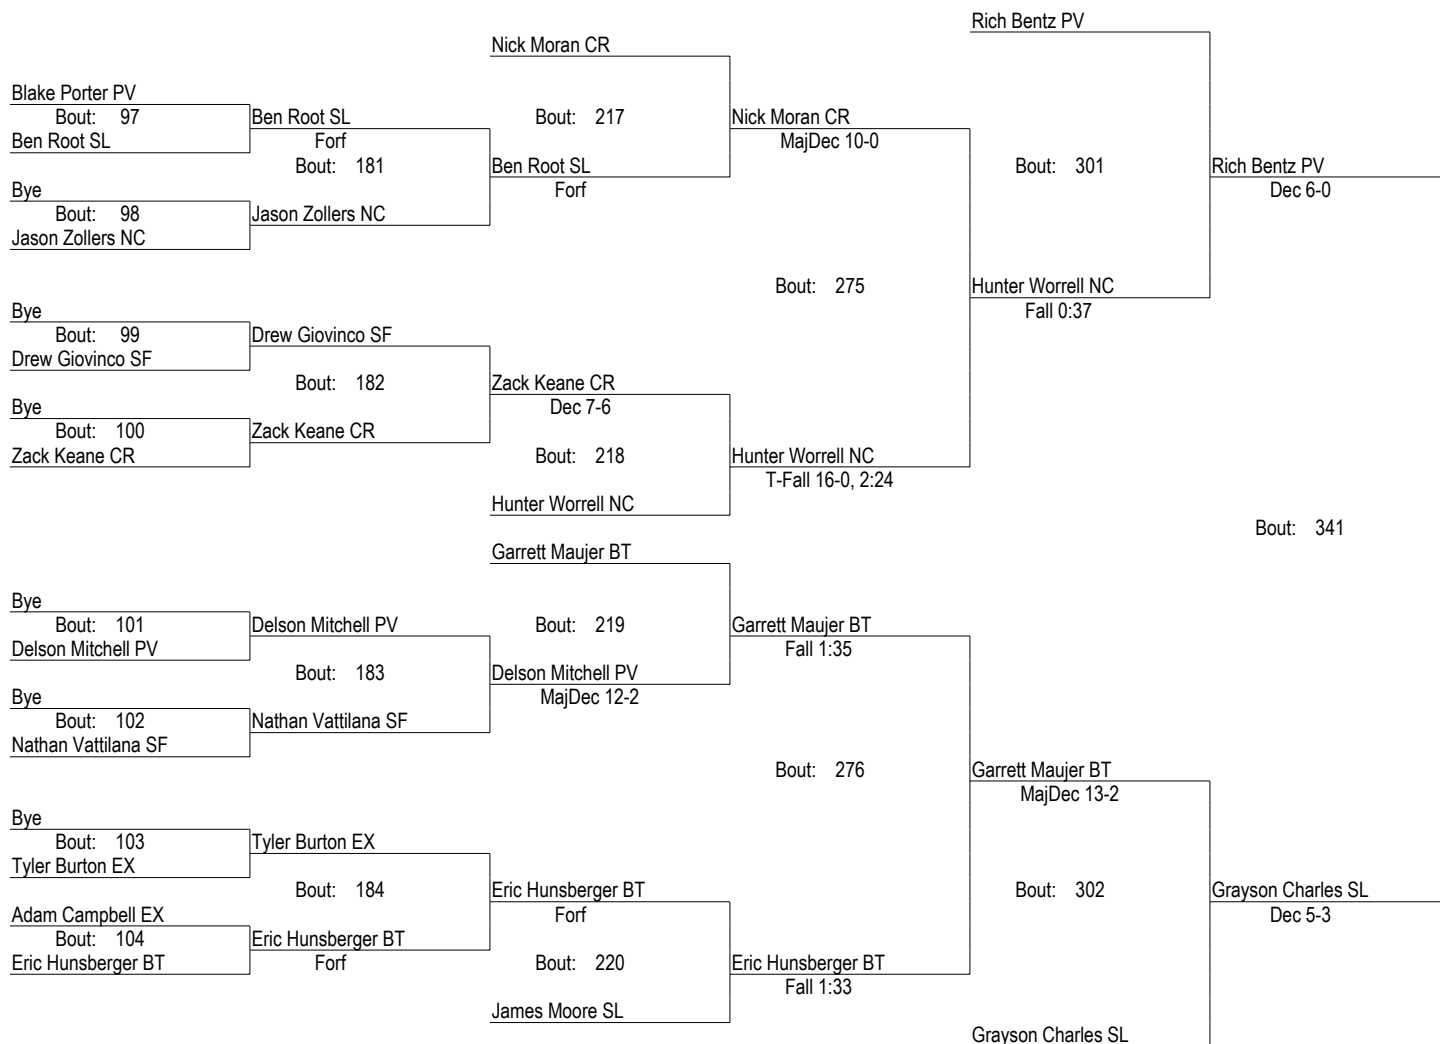 Rich Bentz PV
Nick Moran CR
Blake Porter PV
Bout: 97
Ben Root SL
Bout: 217
Nick Moran CR
Ben Root SL
Forf
MajDec 10-0
Bout: 181
Ben Root SL
Bout: 301
Rich Bentz PV
Bye
Forf
Dec 6-0
Bout: 98
Jason Zollers NC
Jason Zollers NC
Bout: 275
Hunter Worrell NC
Bye
Fall 0:37
Bout: 99
Drew Giovinco SF
Drew Giovinco SF
Bout: 182
Zack Keane CR
Bye
Dec 7-6
Bout: 100
Zack Keane CR
Zack Keane CR
Bout: 218
Hunter Worrell NC
T-Fall 16-0, 2:24
Hunter Worrell NC
Bout: 341
Garrett Maujer BT
Bye
Bout: 101
Delson Mitchell PV
Bout: 219
Garrett Maujer BT
Delson Mitchell PV
Fall 1:35
Bout: 183
Delson Mitchell PV
Bye
MajDec 12-2
Bout: 102
Nathan Vattilana SF
Nathan Vattilana SF
Bout: 276
Garrett Maujer BT
MajDec 13-2
Bye
Bout: 103
Tyler Burton EX
Tyler Burton EX
Bout: 184
Eric Hunsberger BT
Bout: 302
Grayson Charles SL
Adam Campbell EX
Forf
Dec 5-3
Bout: 104
Eric Hunsberger BT
Eric Hunsberger BT
Forf
Bout: 220
Eric Hunsberger BT
Fall 1:33
James Moore SL
Grayson Charles SL